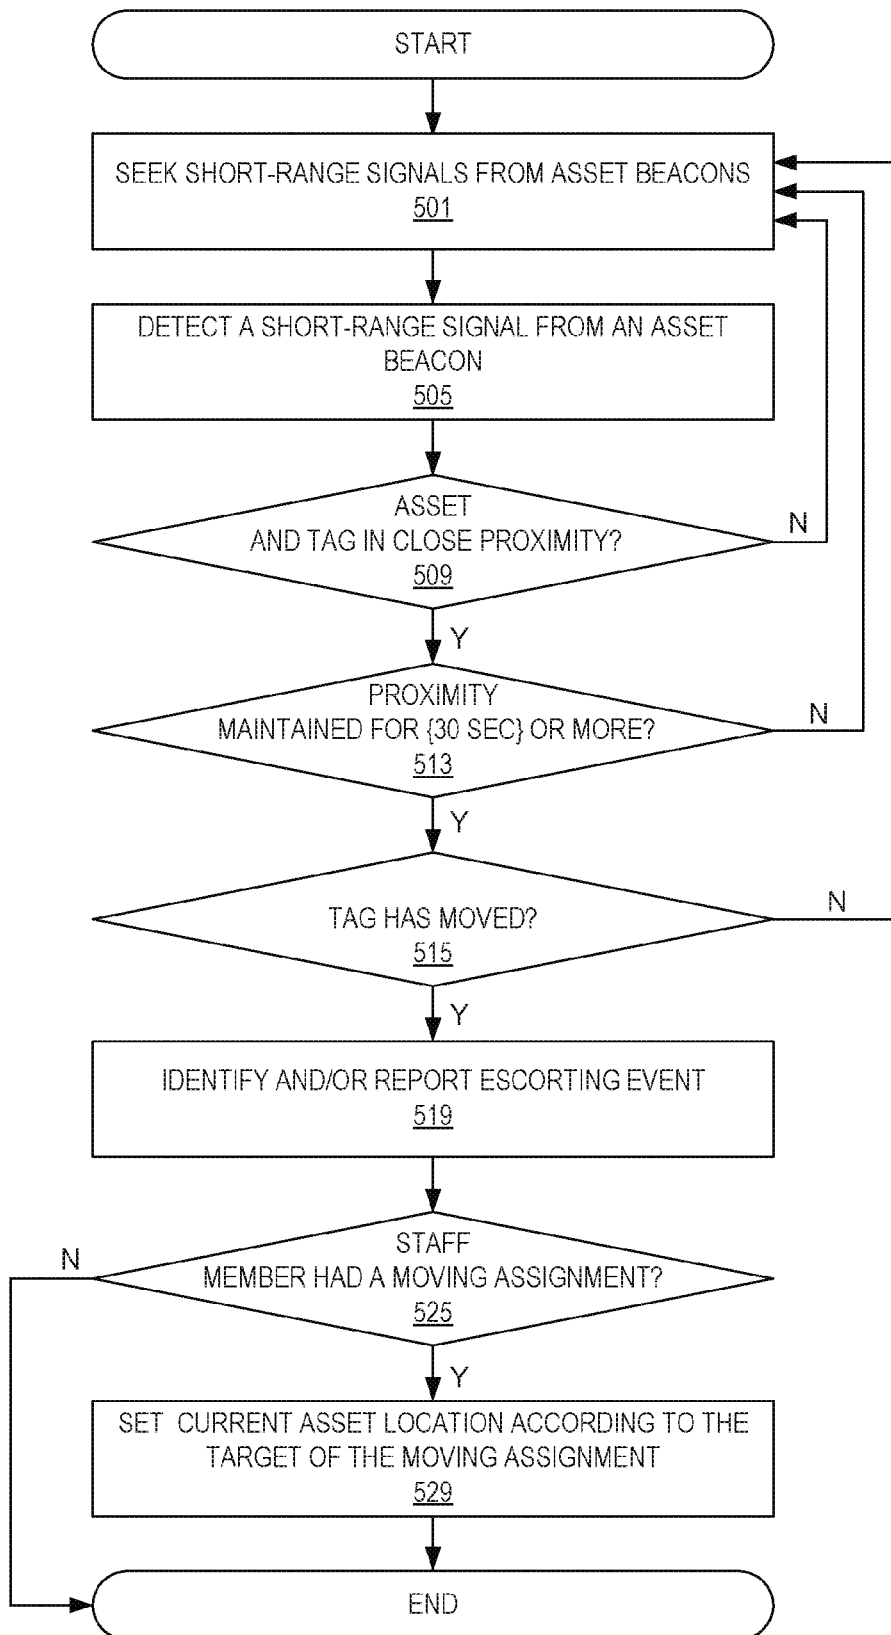 START
SEEK SHORT-RANGE SIGNALS FROM ASSET BEACONS
501
DETECT A SHORT-RANGE SIGNAL FROM AN ASSET
BEACON
505
ASSET
AND TAG IN CLOSE PROXIMITY?
509
N
Y
PROXIMITY
MAINTAINED FOR {30 SEC} OR MORE?
513
N
Y
TAG HAS MOVED?
515
N
Y
IDENTIFY AND/OR REPORT ESCORTING EVENT
519
STAFF
MEMBER HAD A MOVING ASSIGNMENT?
525
N
Y
SET CURRENT ASSET LOCATION ACCORDING TO THE
TARGET OF THE MOVING ASSIGNMENT
529
END